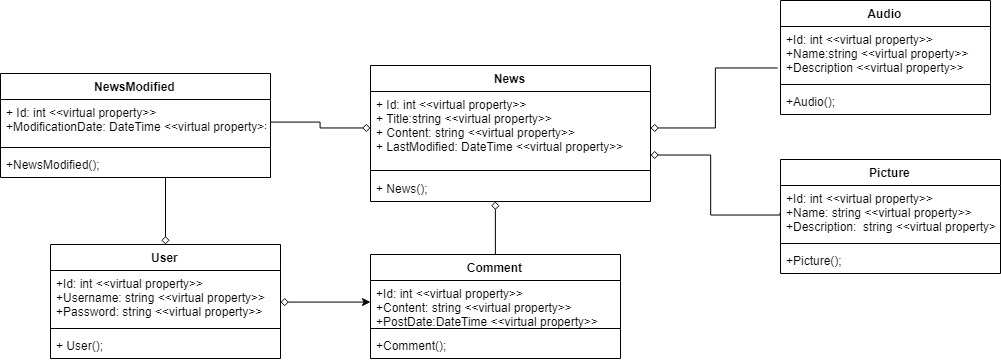 Audio
+Id: int <<virtual property>>
+Name:string <<virtual property>>
+Description <<virtual property>>
+Audio();
NewsModified
+ Id: int <<virtual property>>
+ModificationDate: DateTime <<virtual property>
+NewsModified();
News
+ Id: int <<virtual property>>
+ Title:string <<virtual property>>
+ Content: string <<virtual property>>
+ LastModified: DateTime <<virtual property>>
+ News();
Picture
+Id: int <<virtual property>>
+Name: string <<virtual property>>
+Description:  string <<virtual property>
+Picture();
User
+Id: int <<virtual property>>
+Username: string <<virtual property>>
+Password: string <<virtual property>>
+ User();
Comment
+Id: int <<virtual property>>
+Content: string <<virtual property>>
+PostDate:DateTime <<virtual property>>
+Comment();